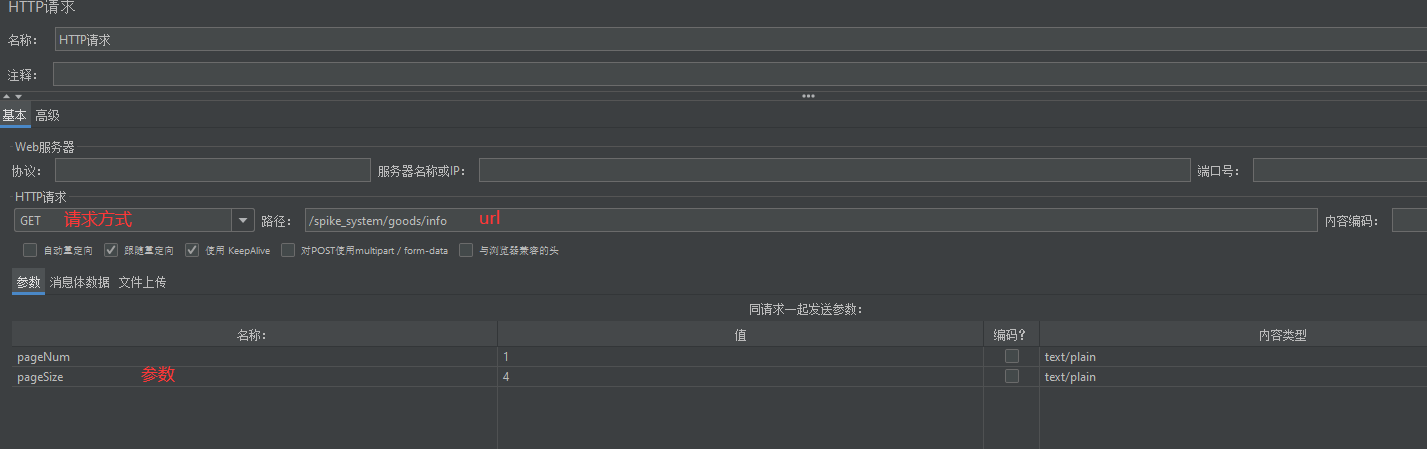 HTTP请求
名称： HTTP请求
注释：
基本 高级
Web服务器
协议： 服务器名称或IP： 端口号：
HTTP请求
GET 请求方式 路径： /spike_system/goods/info url 内容编码：
自动重定向 跟随重定向 使用 KeepAlive 对POST使用multipart / form-data 与浏览器兼容的头
参数 消息体数据 文件上传
同请求一起发送参数：
名称： 值 编码？ 内容类型
pageNum 1 text/plain
pageSize 参数 4 text/plain